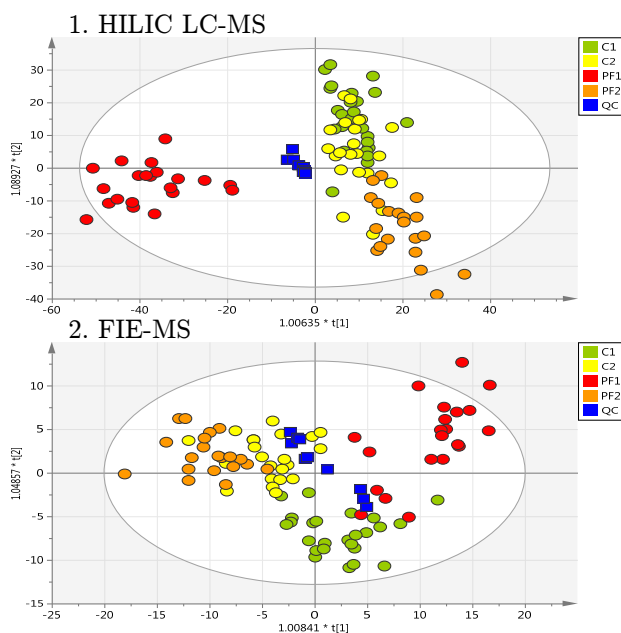 1. HILIC LC-MS
C1
C2
PF1
PF2
QC
1.08927 * t[2]
30
20
10
0
-10
-20
-30
-40
-60 -40 -20 0 20 40
1.00635 * t[1]
2. FIE-MS
C1
C2
PF1
PF2
QC
1.04857 * t[2]
10
5
0
-5
-10
-15
-25 -20 -15 -10 -5 0 5 10 15 20
1.00841 * t[1]